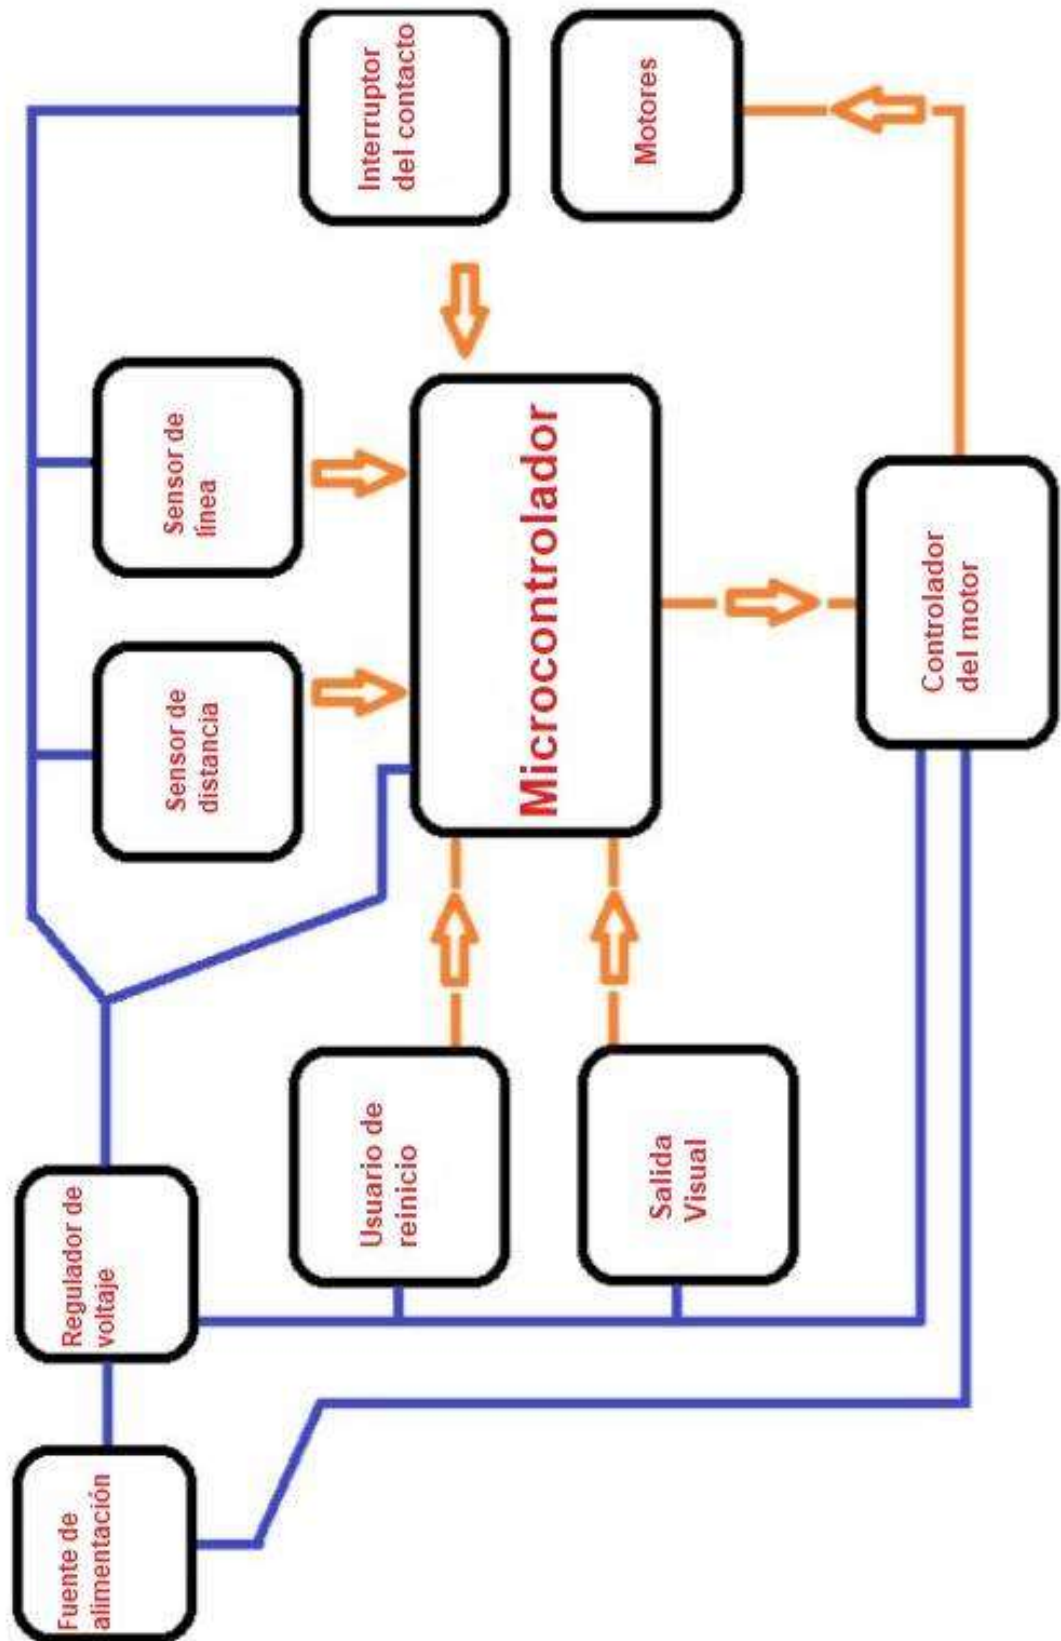 Fuente de
alimentación
Regulador de
voltaje
Sensor de
distancia
Sensor de
línea
Interruptor
del contacto
Usuario de
reinicio
Microcontrolador
Motores
Salida
Visual
Controlador
del motor